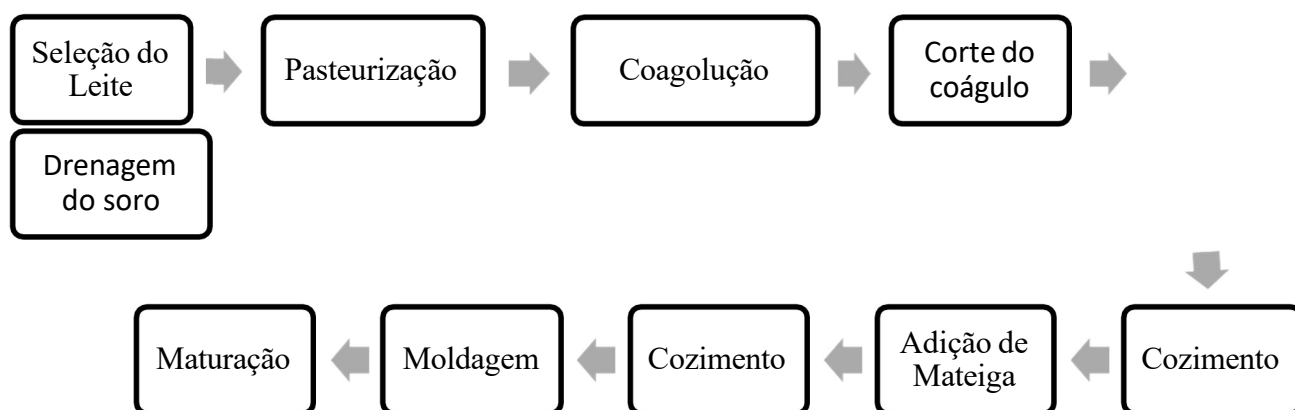 Seleção do
Leite
Pasteurização
Coagolução
Corte do
coágulo
Drenagem
do soro
Cozimento
Adição de
Mateiga
Cozimento
Moldagem
Maturação